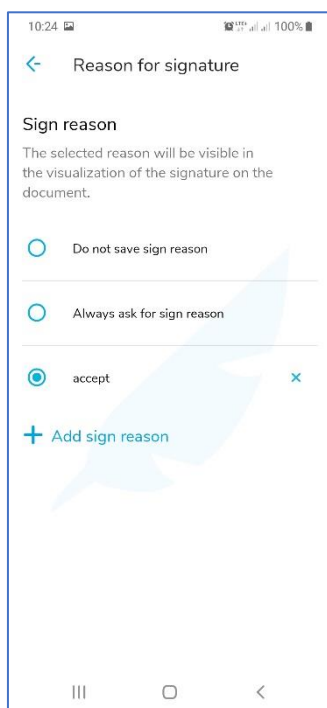 10:24 100%
Reason for signature
Sign reason
The selected reason will be visible in
the visualization of the signature on the
document.
Do not save sign reason
Always ask for sign reason
accept
Add sign reason